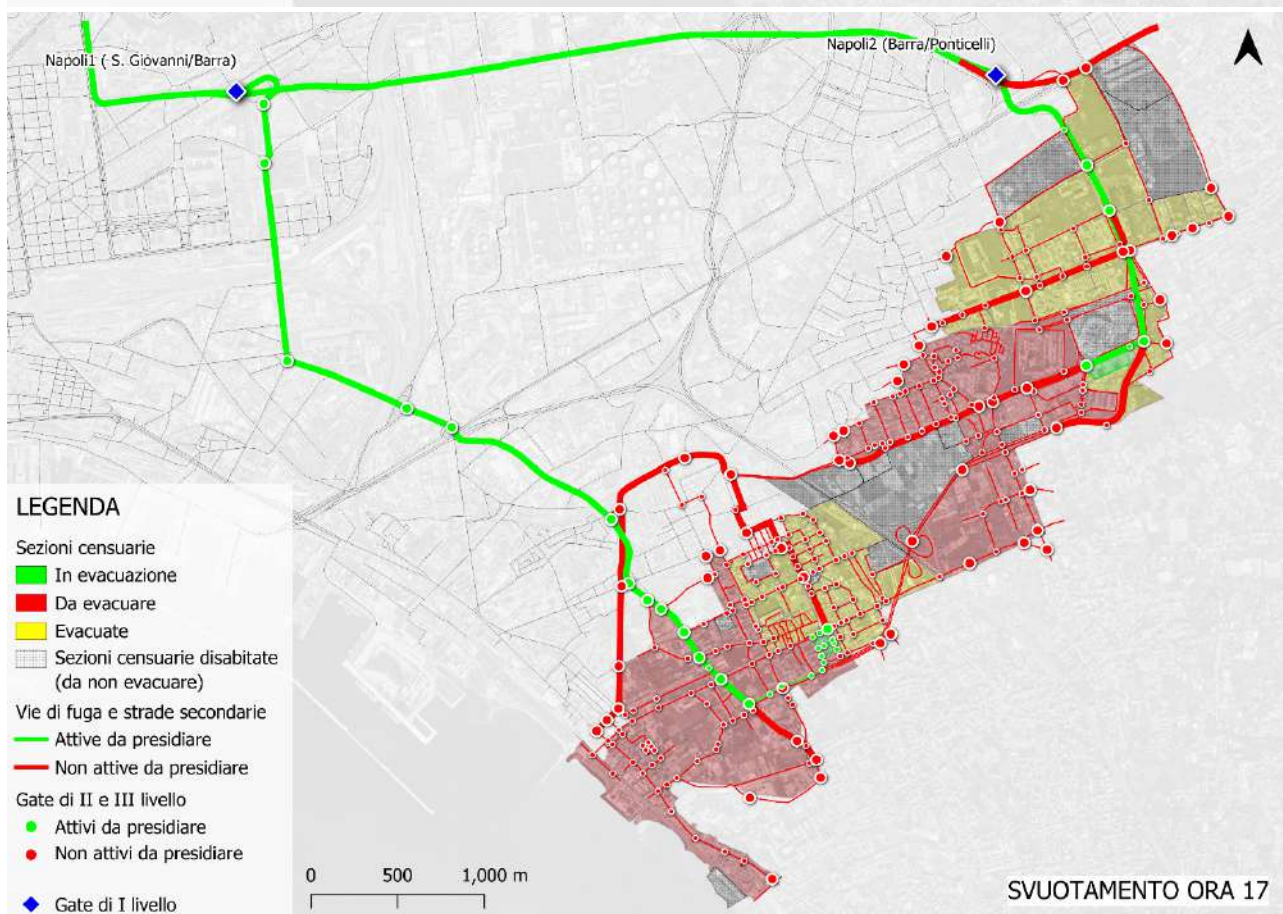 Napoli1 ( S. Giovanni/Barra)
Napoli2 (Barra/Ponticelli)
LEGENDA
Sezioni censuarie
In evacuazione
Da evacuare
Evacuate
Sezioni censuarie disabitate
(da non evacuare)
Vie di fuga e strade secondarie
Attive da presidiare
Non attive da presidiare
Gate di II e III livello
Attivi da presidiare
Non attivi da presidiare
Gate di I livello
0 500 1,000 m
SVUOTAMENTO ORA 17